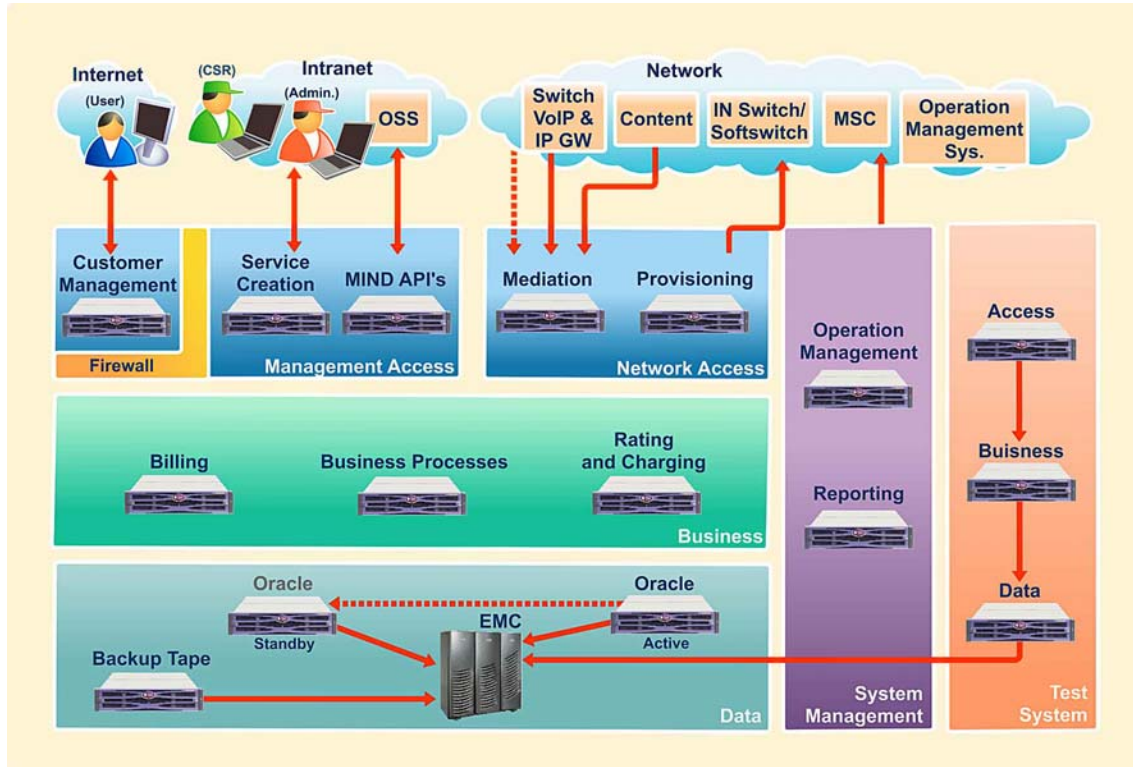 Internet
(User)
(CSR)
Intranet
(Admin.)
OSS
Network
Switch
VoIP &
IP GW
Content
IN Switch/
Softswitch
MSC
Operation
Management
Sys.
Customer
Management
Firewall
Service
Creation
MIND API's
Management Access
Mediation
Provisioning
Network Access
Operation
Management
Reporting
System
Management
Access
Buisness
Data
Test
System
Billing
Business Processes
Rating
and Charging
Business
Oracle
Standby
Oracle
Active
EMC
Backup Tape
Data